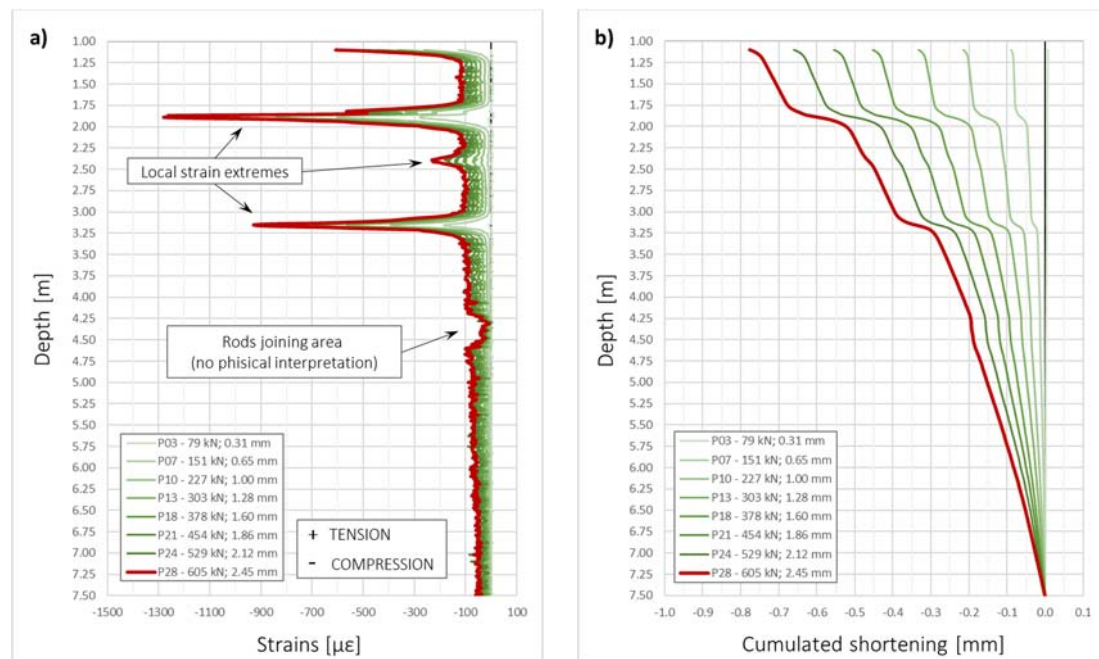 a)
1.00
1.25
1.50
1.75
2.00
2.25
2.50
2.75
3.00
3.25
3.50
3.75
4.00
4.25
4.50
4.75
5.00
5.25
5.50
5.75
6.00
6.25
6.50
6.75
7.00
7.25
7.50
Depth [m]
Local strain extremes
Rods joining area
(no phisical interpretation)
P03 - 79 kN; 0.31 mm
P07 - 151 kN; 0.65 mm
P10 - 227 kN; 1.00 mm
P13 - 303 kN; 1.28 mm
P18 - 378 kN; 1.60 mm
P21 - 454 kN; 1.86 mm
P24 - 529 kN; 2.12 mm
P28 - 605 kN; 2.45 mm
+ TENSION
- COMPRESSION
-1500 -1300 -1100 -900 -700 -500 -300 -100 100
Strains [µε]
b)
1.00
1.25
1.50
1.75
2.00
2.25
2.50
2.75
3.00
3.25
3.50
3.75
4.00
4.25
4.50
4.75
5.00
5.25
5.50
5.75
6.00
6.25
6.50
6.75
7.00
7.25
7.50
Depth [m]
P03 - 79 kN; 0.31 mm
P07 - 151 kN; 0.65 mm
P10 - 227 kN; 1.00 mm
P13 - 303 kN; 1.28 mm
P18 - 378 kN; 1.60 mm
P21 - 454 kN; 1.86 mm
P24 - 529 kN; 2.12 mm
P28 - 605 kN; 2.45 mm
-1.0 -0.9 -0.8 -0.7 -0.6 -0.5 -0.4 -0.3 -0.2 -0.1 0.0 0.1
Cumulated shortening [mm]